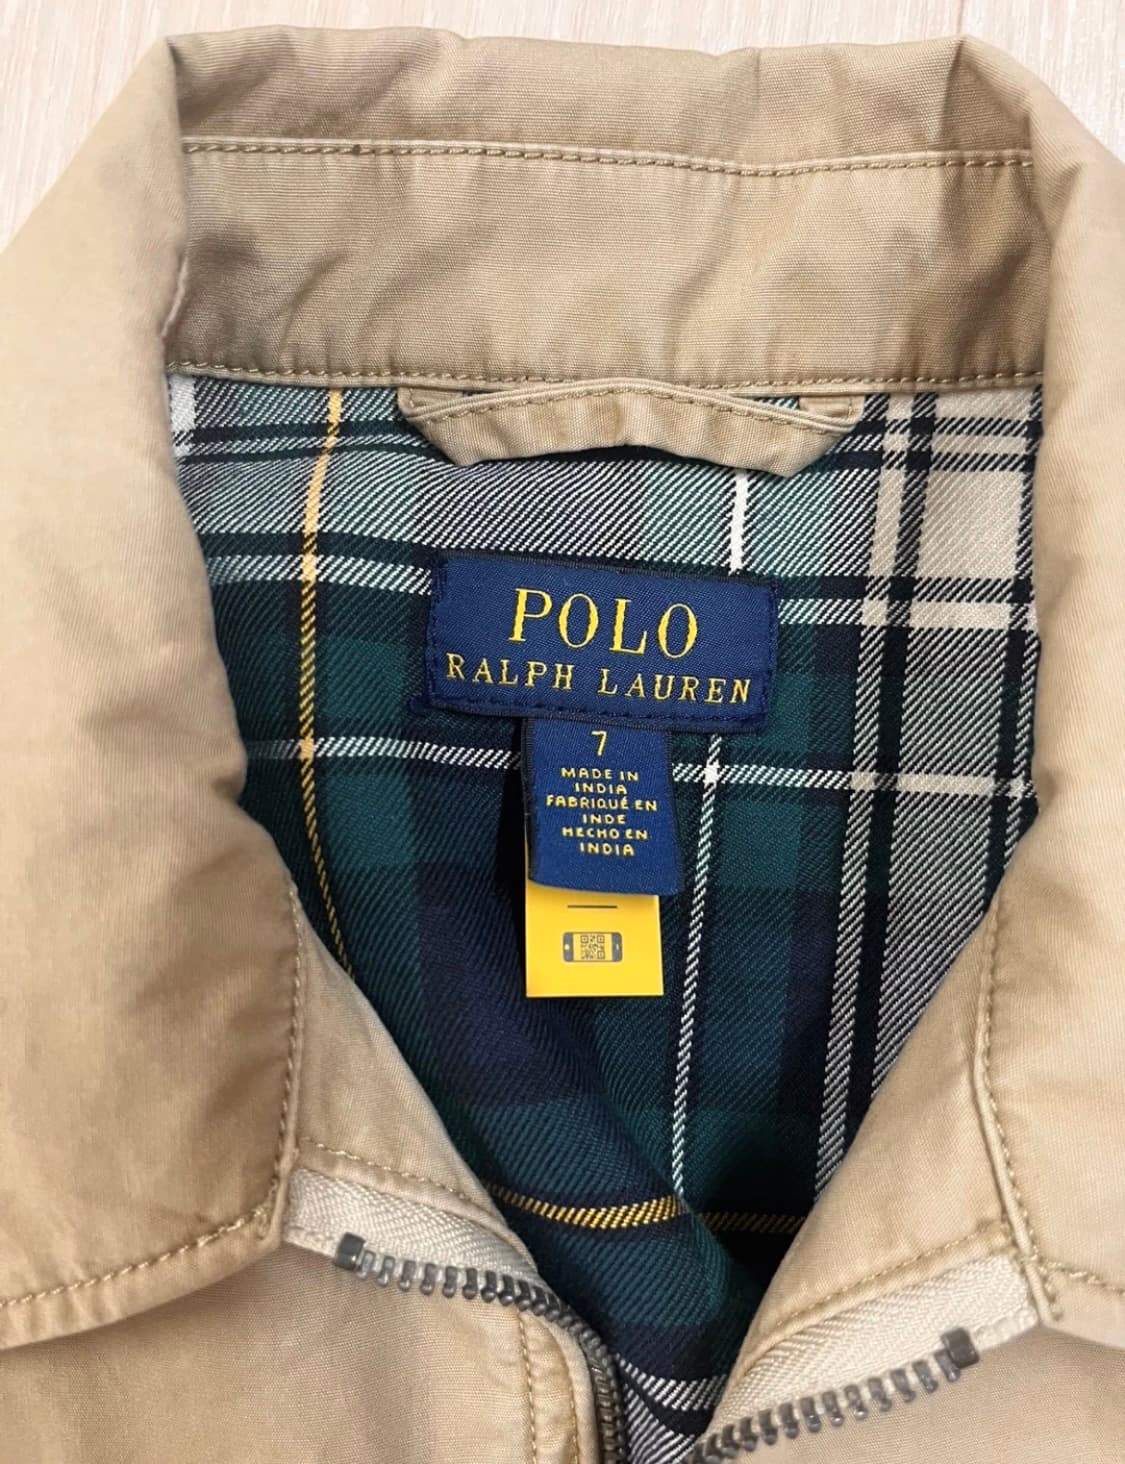 POLO
RALPH LAUREN
7
MADE IN
INDIA
FABRIQUÉ EN
INDE
HECHO EN
INDIA